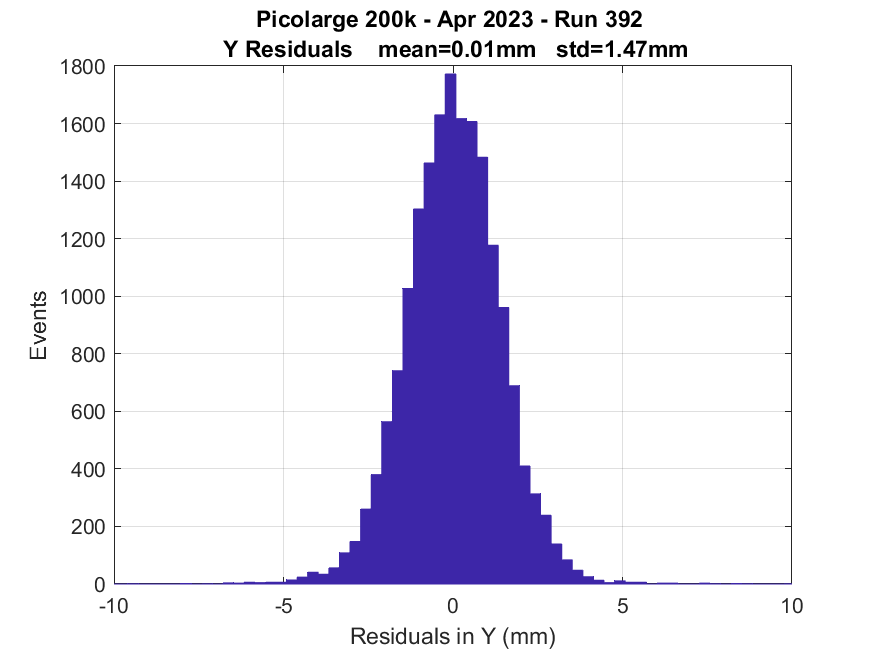 Picolarge 200k - Apr 2023 - Run 392
Y Residuals mean=0.01mm std=1.47mm
1800
1600
1400
1200
1000
800
600
400
200
0
Events
-10 -5 0 5 10
Residuals in Y (mm)